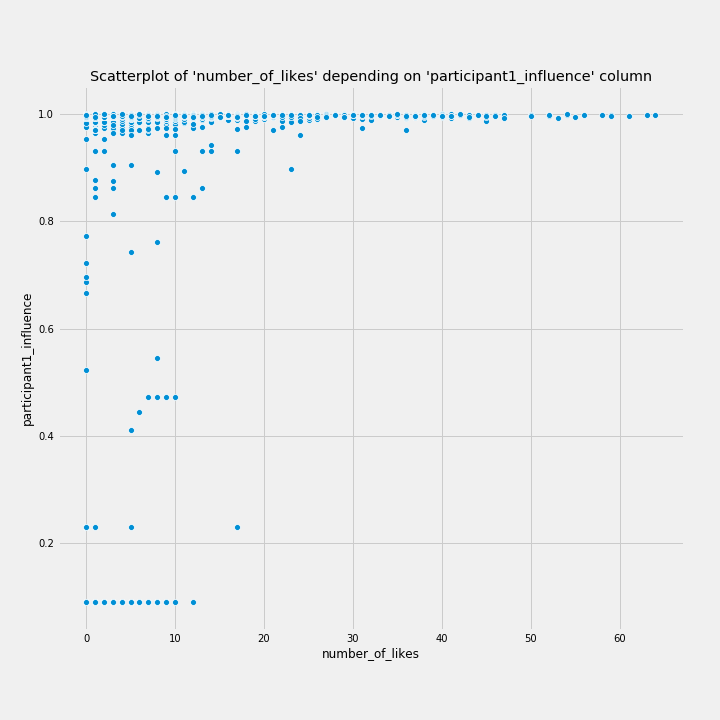 Scatterplot of 'number_of_likes' depending on 'participant1_influence' column
participant1_influence
1.0
0.8
0.6
0.4
0.2
0 10 20 30 40 50 60
number_of_likes